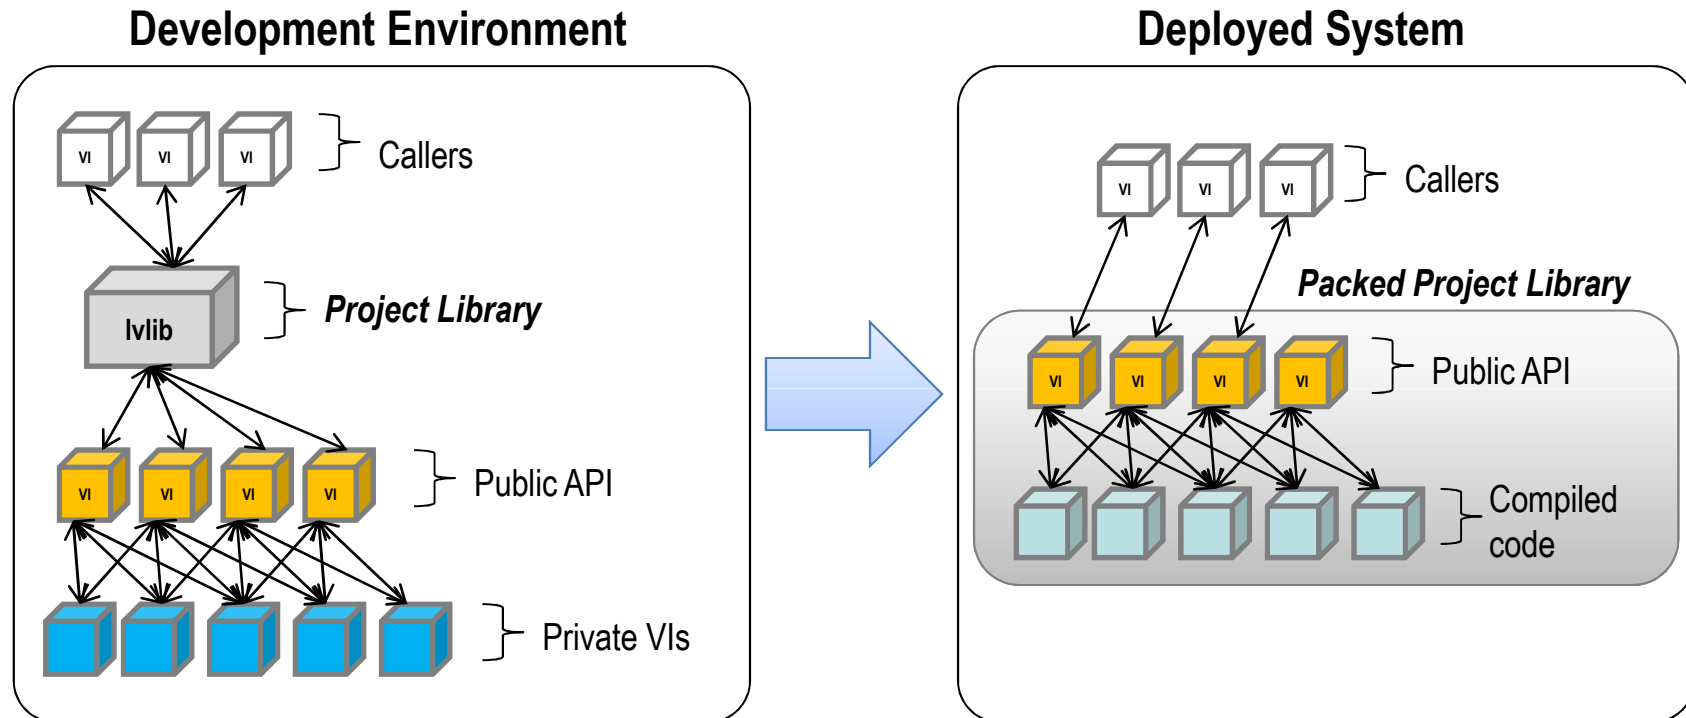 Development Environment
VI VI VI
Callers
lvlib
Project Library
VI VI VI VI
Public API
Private VIs
Deployed System
VI VI VI
Callers
Packed Project Library
VI VI VI VI
Public API
Compiled
code